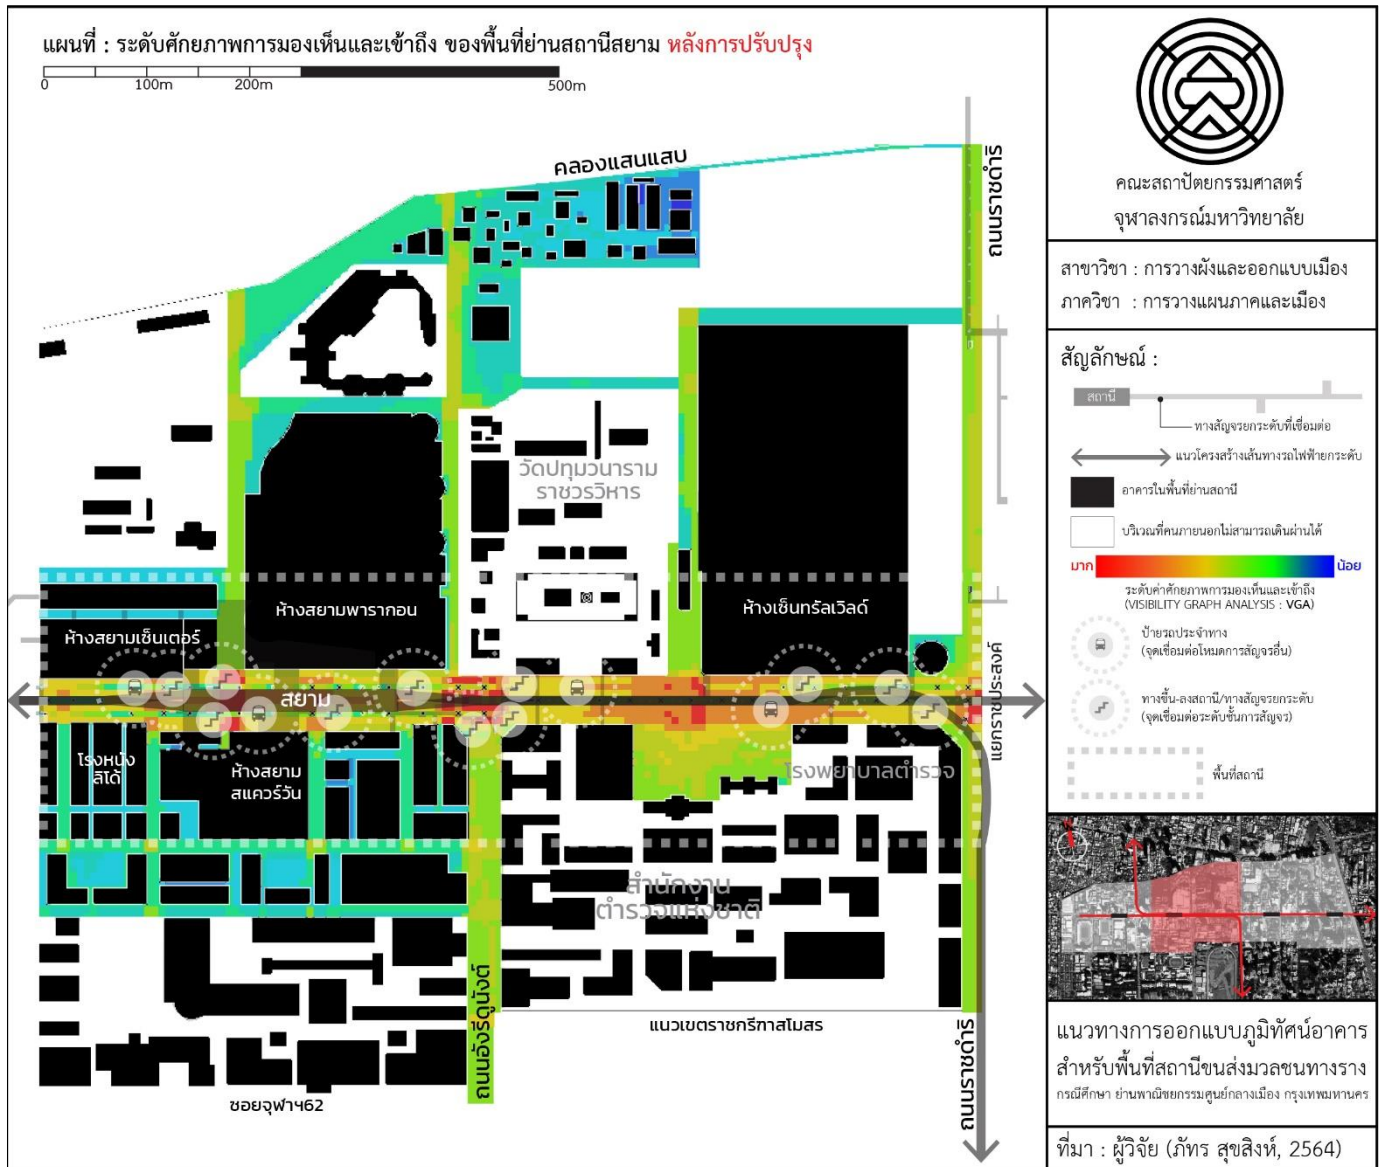 แผนที่ : ระดับศักยภาพการมองเห็นและเข้าถึง ของพื้นที่ย่านสถานีสยาม หลังการปรับปรุง
0 100m 200m 500m
คลองแสนแสบ
ถนนราชดำริ
วัดปทุมวนาราม
ราชวรวิหาร
ห้างสยามพารากอน
ห้างเซ็นทรัลเวิลด์
ห้างสยามเซ็นเตอร์
สยาม
แยกราชประสงค์
โรงหนัง
ลิโด้
ห้างสยาม
สแควร์วัน
โรงพยาบาลตำรวจ
สำนักงาน
ตำรวจแห่งชาติ
ถนนอังรีดูนังต์
แนวเขตราชกรีฑาสโมสร
ถนนราชดำริ
ซอยจุฬาฯ62
คณะสถาปัตยกรรมศาสตร์
จุฬาลงกรณ์มหาวิทยาลัย
สาขาวิชา : การวางผังและออกแบบเมือง
ภาควิชา : การวางแผนภาคและเมือง
สัญลักษณ์ :
สถานี
ทางสัญจรยกระดับที่เชื่อมต่อ
แนวโครงสร้างเส้นทางรถไฟฟ้ายกระดับ
อาคารในพื้นที่ย่านสถานี
บริเวณที่คนภายนอกไม่สามารถเดินผ่านได้
มาก น้อย
ระดับค่าศักยภาพการมองเห็นและเข้าถึง
(VISIBILITY GRAPH ANALYSIS : VGA)
ป้ายรถประจำทาง
(จุดเชื่อมต่อโหมดการสัญจรอื่น)
ทางขึ้น-ลงสถานี/ทางสัญจรยกระดับ
(จุดเชื่อมต่อระดับชั้นการสัญจร)
พื้นที่สถานี
แนวทางการออกแบบภูมิทัศน์อาคาร
สำหรับพื้นที่สถานีขนส่งมวลชนทางราง
กรณีศึกษา ย่านพาณิชยกรรมศูนย์กลางเมือง กรุงเทพมหานคร
ที่มา : ผู้วิจัย (ภัทร สุขสิงห์, 2564)